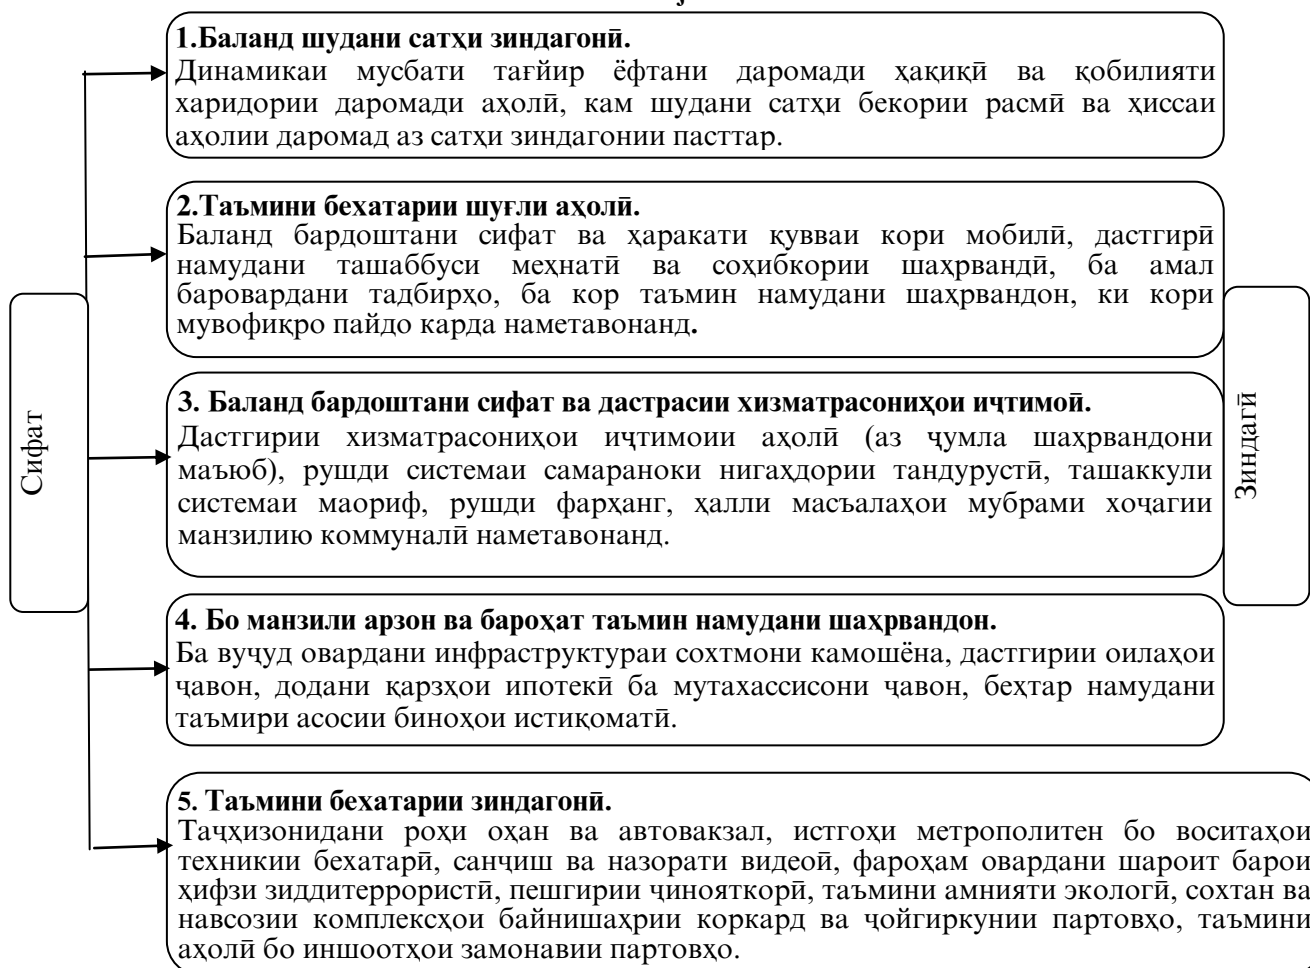 Сифат
1.Баланд шудани сатҳи зиндагонӣ.
Динамикаи мусбати тағйир ёфтани даромади ҳақиқӣ ва қобилияти
харидории даромади аҳолӣ, кам шудани сатҳи бекории расмӣ ва ҳиссаи
аҳолии даромад аз сатҳи зиндагонии пасттар.
2.Таъмини бехатарии шуғли аҳолӣ.
Баланд бардоштани сифат ва ҳаракати қувваи кори мобилӣ, дастгирӣ
намудани ташаббуси меҳнатӣ ва соҳибкории шаҳрвандӣ, ба амал
баровардани тадбирҳо, ба кор таъмин намудани шаҳрвандон, ки кори
мувофиқро пайдо карда наметавонанд.
3. Баланд бардоштани сифат ва дастрасии хизматрасониҳои иҷтимоӣ.
Дастгирии хизматрасониҳои иҷтимоии аҳолӣ (аз ҷумла шаҳрвандони
маъюб), рушди системаи самараноки нигаҳдории тандурустӣ, ташаккули
системаи маориф, рушди фарҳанг, ҳалли масъалаҳои мубрами хоҷагии
манзилию коммуналӣ наметавонанд.
4. Бо манзили арзон ва бароҳат таъмин намудани шаҳрвандон.
Ба вуҷуд овардани инфраструктураи сохтмони камошёна, дастгирии оилаҳои
ҷавон, додани қарзҳои ипотекӣ ба мутахассисони ҷавон, беҳтар намудани
таъмири асосии биноҳои истиқоматӣ.
5. Таъмини бехатарии зиндагонӣ.
Таҷҳизонидани роҳи оҳан ва автовакзал, истгоҳи метрополитен бо воситаҳои
техникии бехатарӣ, санҷиш ва назорати видеоӣ, фароҳам овардани шароит барои
ҳифзи зиддитеррористӣ, пешгирии ҷинояткорӣ, таъмини амнияти экологӣ, сохтан ва
навсозии комплексҳои байнишаҳрии коркард ва ҷойгиркунии партовҳо, таъмини
аҳолӣ бо иншоотҳои замонавии партовҳо.
Зиндагӣ